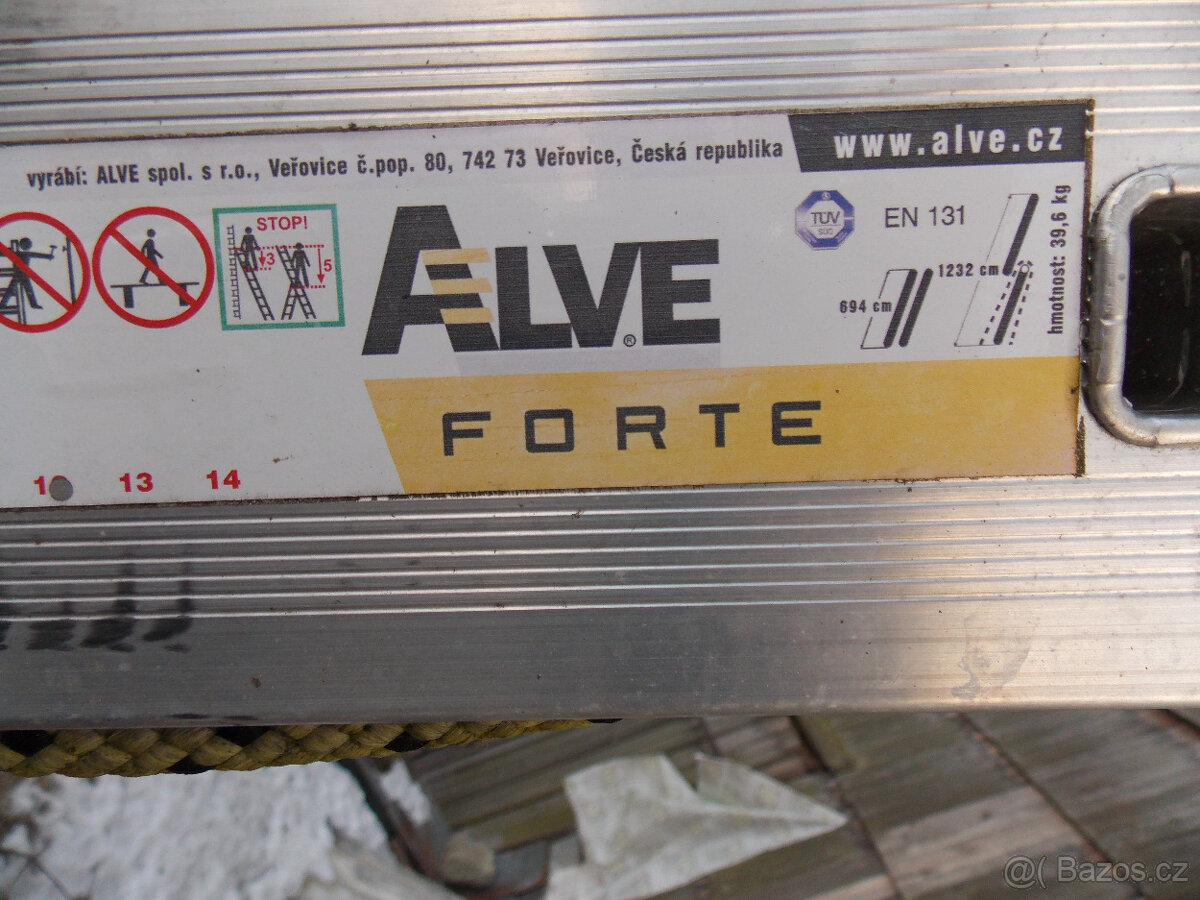 vyrábí: ALVE spol. s r.o., Veřovice č.pop. 80, 742 73 Veřovice, Česká republika
www.alve.cz
STOP!
3
5
ALVE®
TÜV
SÜD
EN 131
694 cm
1232 cm
hmotnost: 39,6 kg
FORTE
13 14
@( Bazos.cz